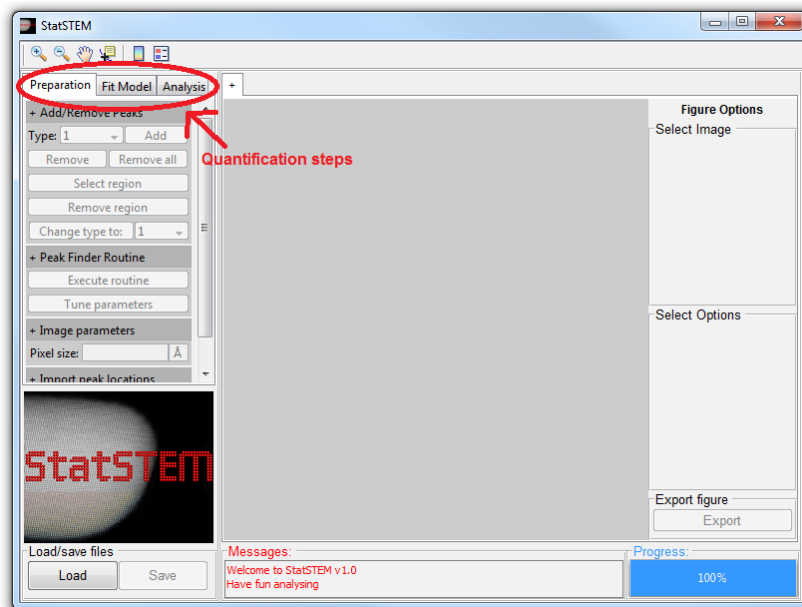 StatSTEM
Preparation
Fit Model
Analysis
+
+ Add/Remove Peaks
Type: 1
Add
Remove
Remove all
Select region
Remove region
Change type to: 1
+ Peak Finder Routine
Execute routine
Tune parameters
+ Image parameters
Pixel size:
Å
+ Import peak locations
Quantification steps
StatSTEM
Load/save files
Load
Save
Messages:
Welcome to StatSTEM v1.0
Have fun analysing
Figure Options
Select Image
Select Options
Export figure
Export
Progress:
100%